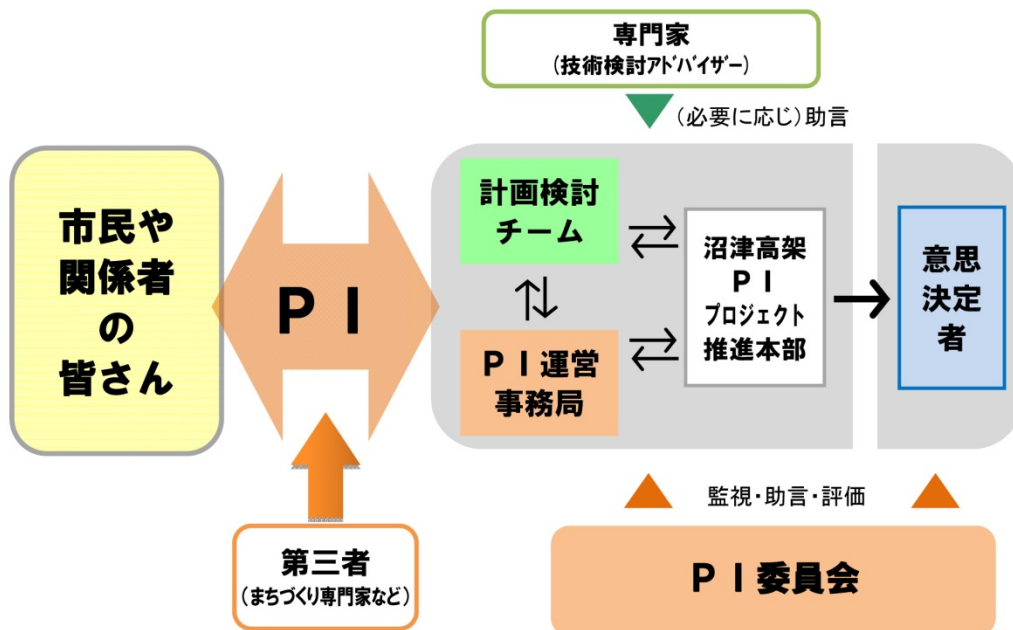 専門家
(技術検討ｱﾄﾞﾊﾞｲｻﾞｰ)
(必要に応じ)助言
市民や
関係者
の
皆さん
ＰＩ
計画検討
チーム
ＰＩ運営
事務局
沼津高架
ＰＩ
プロジェクト
推進本部
意思
決定
者
第三者
(まちづくり専門家など)
監視・助言・評価
ＰＩ委員会